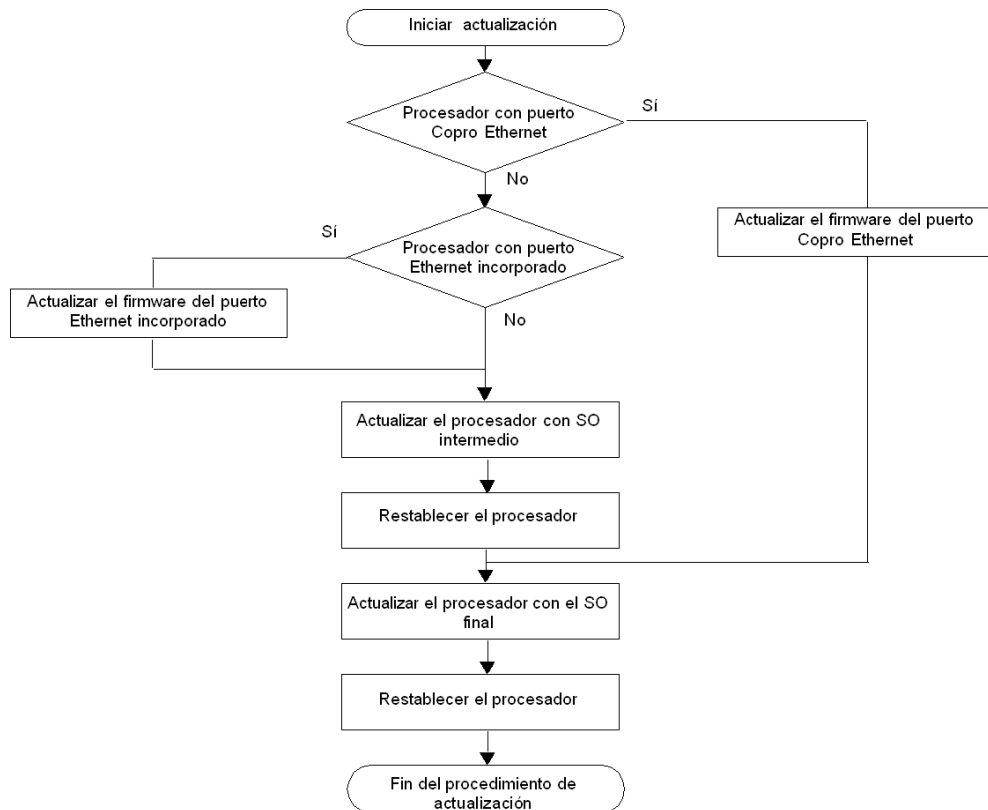 Iniciar actualización
Procesador con puerto
Copro Ethernet
Sí
No
Actualizar el firmware del puerto
Copro Ethernet
Sí
Procesador con puerto
Ethernet incorporado
Actualizar el firmware del puerto
Ethernet incorporado
No
Actualizar el procesador con SO
intermedio
Restablecer el procesador
Actualizar el procesador con el SO
final
Restablecer el procesador
Fin del procedimiento de
actualización